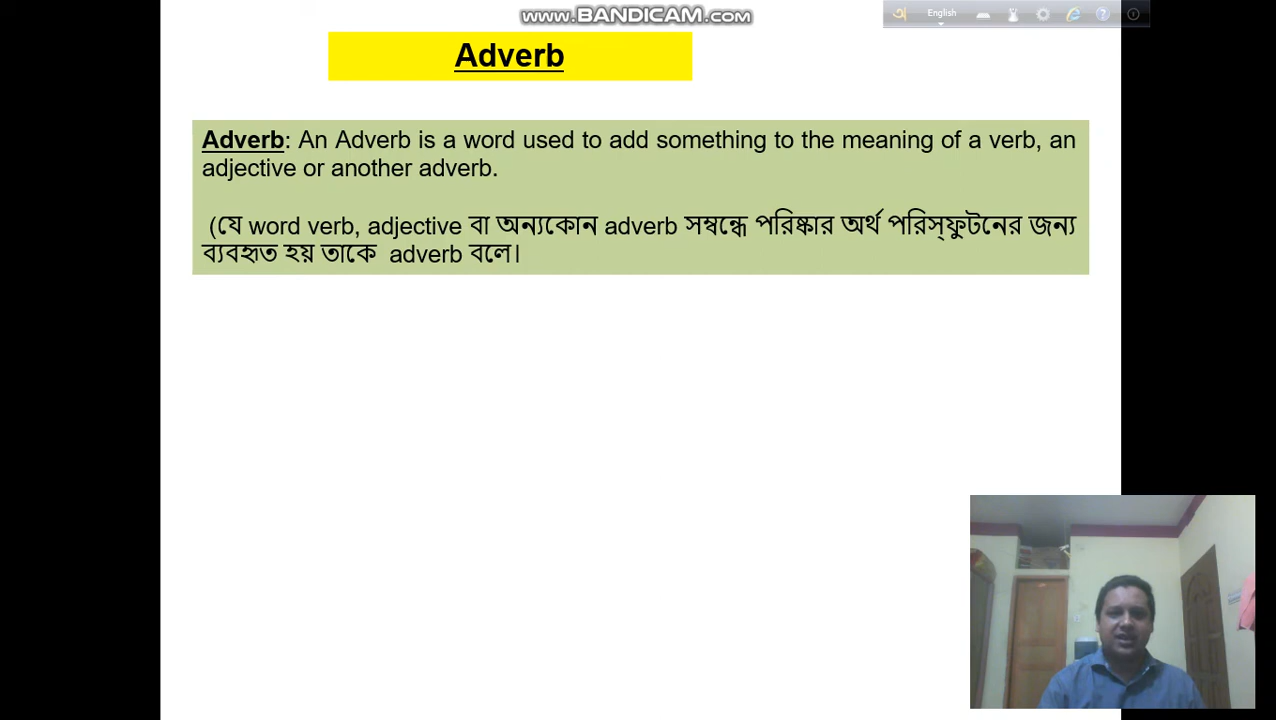 www.BANDICAM.com
English
Adverb
Adverb: An Adverb is a word used to add something to the meaning of a verb, an
adjective or another adverb.
(যে word verb, adjective বা অন্যকোন adverb সম্বন্ধে পরিষ্কার অর্থ পরিস্ফুটনের জন্য
ব্যবহৃত হয় তাকে adverb বলে।